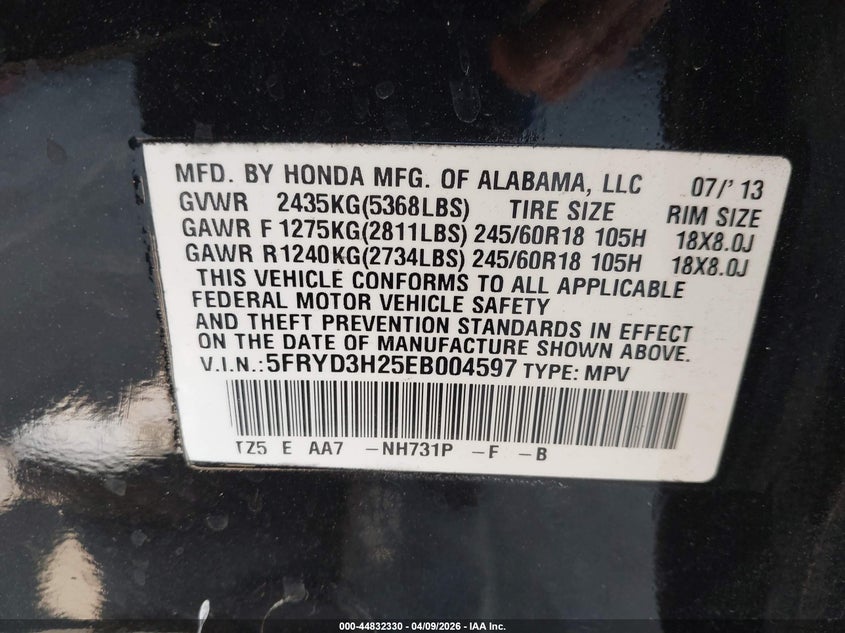 MFD. BY HONDA MFG. OF ALABAMA, LLC 07/' 13
GVWR 2435KG(5368LBS) TIRE SIZE RIM SIZE
GAWR F 1275KG(2811LBS) 245/60R18 105H 18X8.0J
GAWR R 1240KG(2734LBS) 245/60R18 105H 18X8.0J
THIS VEHICLE CONFORMS TO ALL APPLICABLE
FEDERAL MOTOR VEHICLE SAFETY
AND THEFT PREVENTION STANDARDS IN EFFECT
ON THE DATE OF MANUFACTURE SHOWN ABOVE.
V.I.N.: 5FRYD3H25EB004597 TYPE: MPV
TZ5 E AA7 -NH731P -F -B
000-44832330 - 04/09/2026 - IAA Inc.